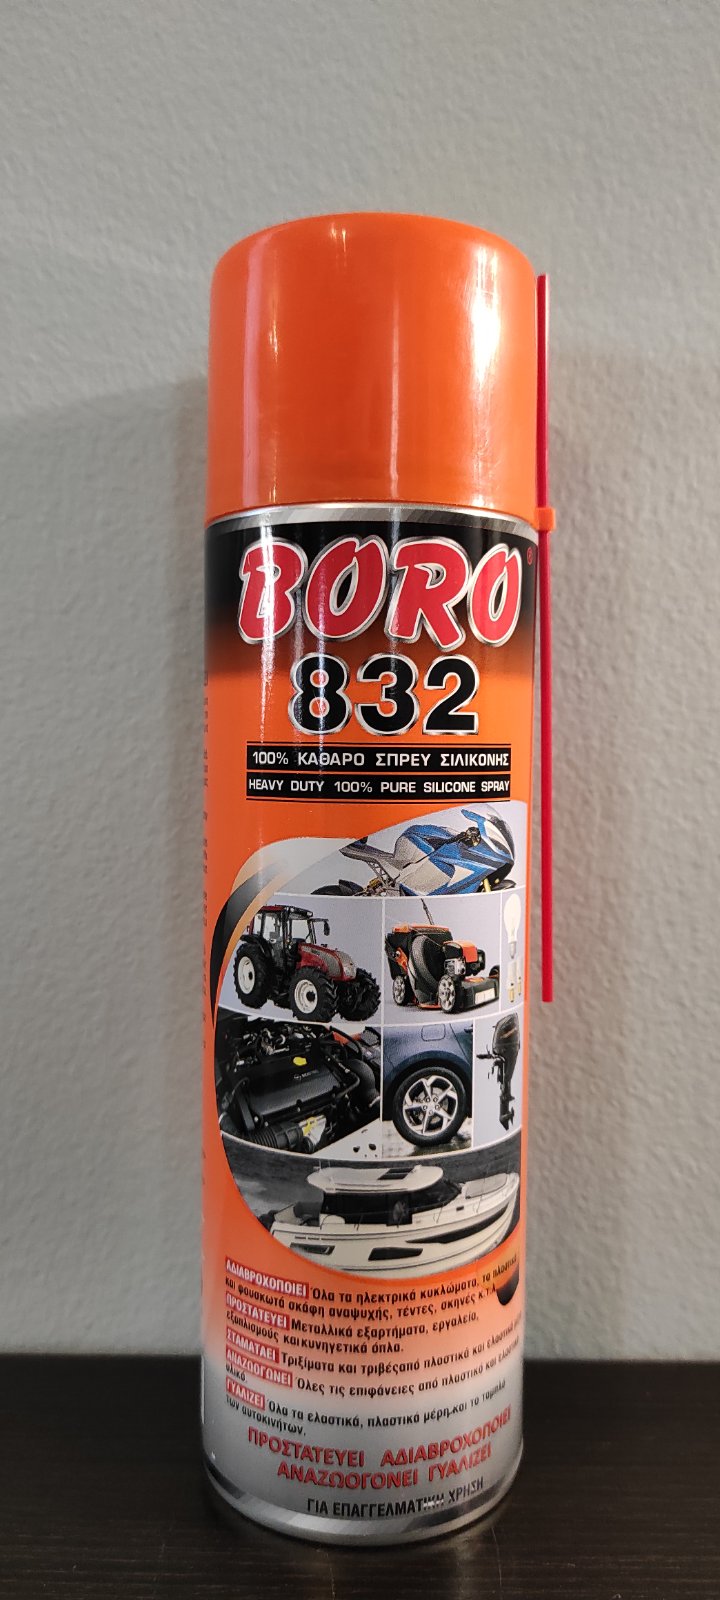 BORO®
832
100% ΚΑΘΑΡΟ ΣΠΡΕΥ ΣΙΛΙΚΟΝΗΣ
HEAVY DUTY 100% PURE SILICONE SPRAY
ΑΔΙΑΒΡΟΧΟΠΟΙΕΙ Όλα τα ηλεκτρικά κυκλώματα, τα πλαστικά
και φουσκωτά σκάφη αναψυχής, τέντες, σκηνές κ.τ.λ.
ΠΡΟΣΤΑΤΕΥΕΙ Μεταλλικά εξαρτήματα, εργαλεία,
εξοπλισμούς και κυνηγετικά όπλα.
ΣΤΑΜΑΤΑΕΙ Τριξίματα και τριβές από πλαστικά και ελαστικά
ΑΝΑΖΩΟΓΟΝΕΙ Όλες τις επιφάνειες από πλαστικό και ελαστικό
υλικό.
ΓΥΑΛΙΖΕΙ Όλα τα ελαστικά, πλαστικά μέρη και το ταμπλό
των αυτοκινήτων.
ΠΡΟΣΤΑΤΕΥΕΙ ΑΔΙΑΒΡΟΧΟΠΟΙΕΙ
ΑΝΑΖΩΟΓΟΝΕΙ ΓΥΑΛΙΖΕΙ
ΓΙΑ ΕΠΑΓΓΕΛΜΑΤΙΚΗ ΧΡΗΣΗ